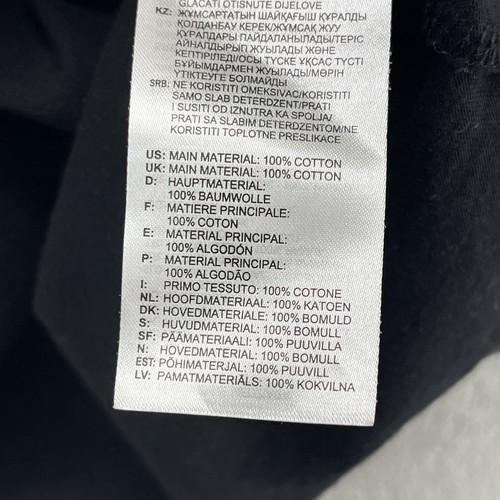 GLAČATI OTISNUTE DIJELOVE
KZ: ЖҰМСАРТАТЫН ШАЙҚАҒЫШ ҚҰРАЛДЫ
ҚОЛДАНБАУ КЕРЕК/ЖҰМСАҚ ЖУУ
ҚҰРАЛДАРЫ ПАЙДАЛАНЫЛАДЫ/ТЕРІС
АЙНАЛДЫРЫП ЖУЫЛАДЫ ЖӘНЕ
КЕПТІРІЛЕДІ/ОСЫ ТҮСКЕ ҰҚСАС ТҮСТІ
БҰЙЫМДАРМЕН ЖУЫЛАДЫ/МӨРІН
ҮТІКТЕУГЕ БОЛМАЙДЫ
SRB: NE KORISTITI OMEKSIVAC/KORISTITI
SAMO SLAB DETERDZENT/PRATI
I SUSITI OD IZNUTRA KA SPOLJA/
PRATI SA SLABIM DETERDZENTOM/NE
KORISTITI TOPLOTNE PRESLIKACE
US: MAIN MATERIAL: 100% COTTON
UK: MAIN MATERIAL: 100% COTTON
D: HAUPTMATERIAL:
100% BAUMWOLLE
F: MATIERE PRINCIPALE:
100% COTON
E: MATERIAL PRINCIPAL:
100% ALGODÓN
P: MATERIAL PRINCIPAL:
100% ALGODÃO
I: PRIMO TESSUTO: 100% COTONE
NL: HOOFDMATERIAAL: 100% KATOEN
DK: HOVEDMATERIALE: 100% BOMULD
S: HUVUDMATERIAL: 100% BOMULL
SF: PÄÄMATERIAALI: 100% PUUVILLA
N: HOVEDMATERIAL: 100% BOMULL
EST: PÕHIMATERJAL: 100% PUUVILL
LV: PAMATMATERIĀLS: 100% KOKVILNA